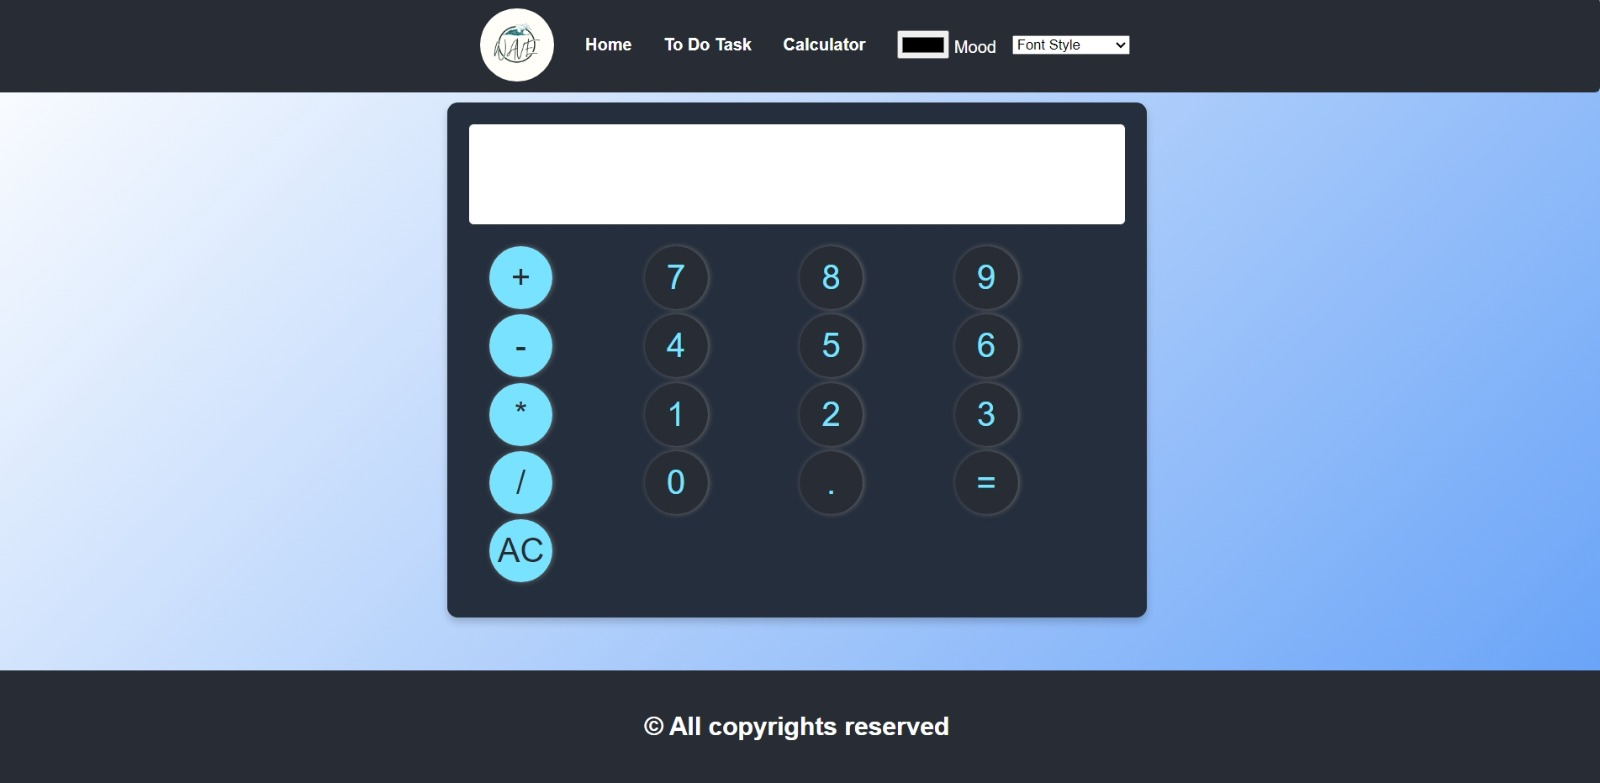 WAVE
Home To Do Task Calculator Mood Font Style
+ 7 8 9
- 4 5 6
* 1 2 3
/ 0 . =
AC
© All copyrights reserved